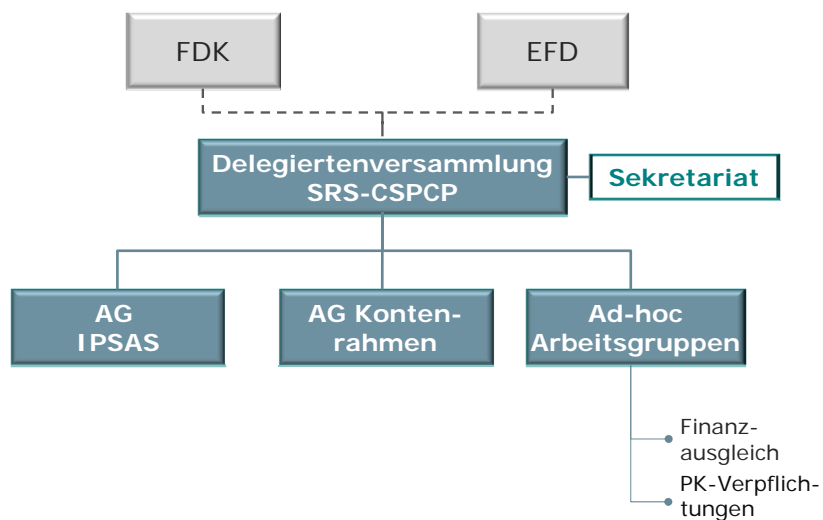 FDK
EFD
Delegiertenversammlung
SRS-CSPCP
Sekretariat
AG
IPSAS
AG Konten-
rahmen
Ad-hoc
Arbeitsgruppen
Finanz-
ausgleich
PK-Verpflich-
tungen